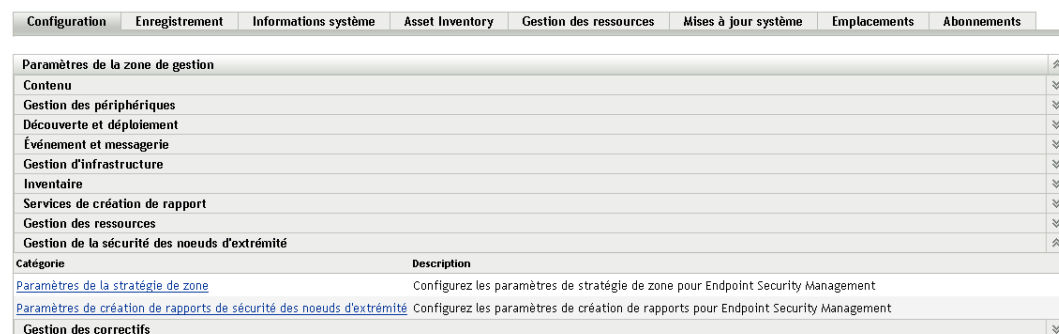 Configuration Enregistrement Informations système Asset Inventory Gestion des ressources Mises à jour système Emplacements Abonnements
Paramètres de la zone de gestion
Contenu
Gestion des périphériques
Découverte et déploiement
Événement et messagerie
Gestion d'infrastructure
Inventaire
Services de création de rapport
Gestion des ressources
Gestion de la sécurité des noeuds d'extrémité
Catégorie Description
Paramètres de la stratégie de zone Configurez les paramètres de stratégie de zone pour Endpoint Security Management
Paramètres de création de rapports de sécurité des noeuds d'extrémité Configurez les paramètres de création de rapports pour Endpoint Security Management
Gestion des correctifs